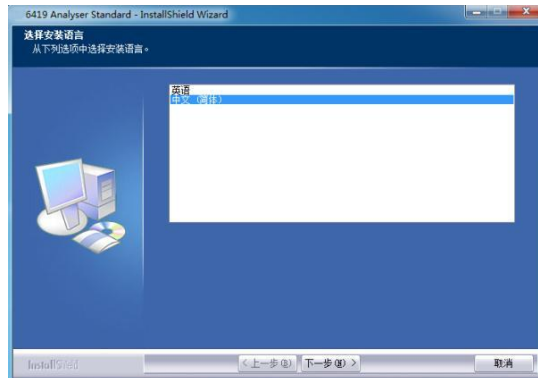 6419 Analyser Standard - InstallShield Wizard
选择安装语言
从下列选项中选择安装语言。
英语
中文 (简体)
InstallShield
< 上一步(B) 下一步(N) > 取消